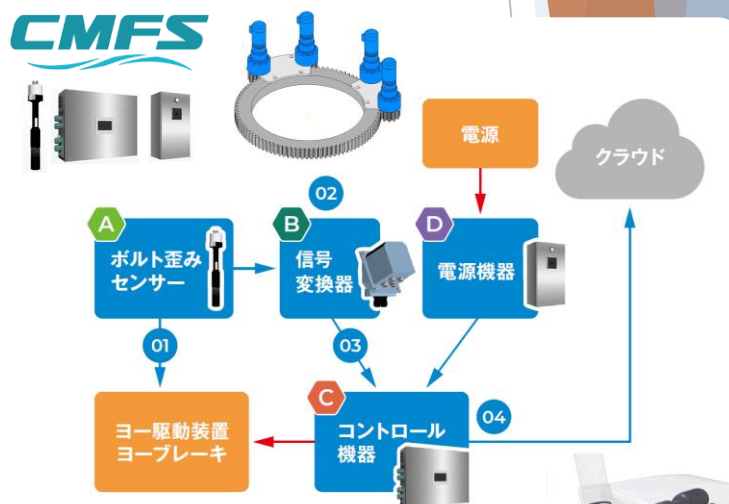 CMFS
電源
クラウド
02
A
ボルト歪み
センサー
B
信号
変換器
D
電源機器
01
03
ヨー駆動装置
ヨーブレーキ
C
コントロール
機器
04